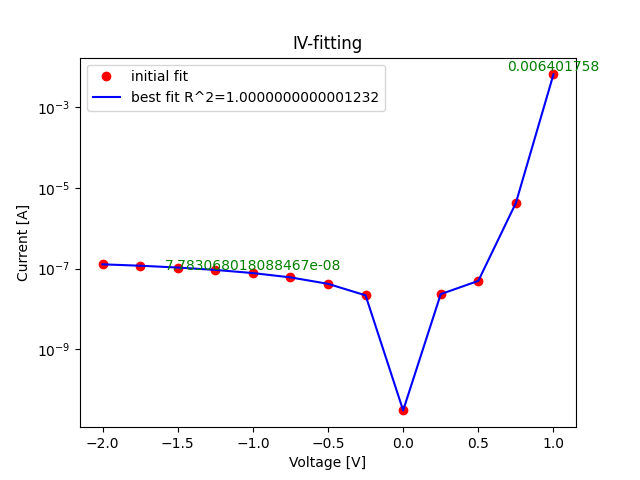 IV-fitting
0.006401758
initial fit
best fit R^2=1.0000000000001232
7.783068018088467e-08
Current [A]
10⁻³
10⁻⁵
10⁻⁷
10⁻⁹
−2.0 −1.5 −1.0 −0.5 0.0 0.5 1.0
Voltage [V]